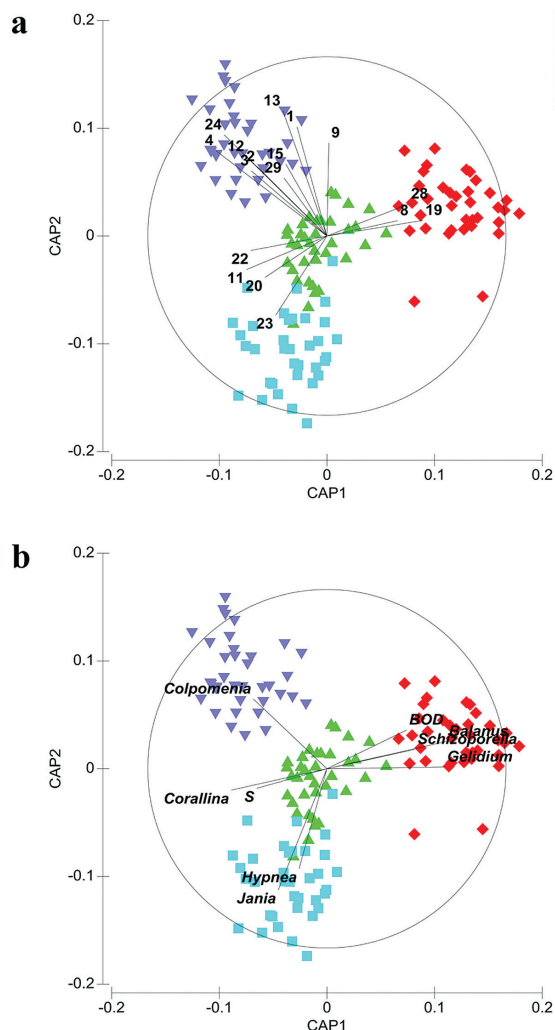 a
0.2
13
1
24
9
0.1
4
12
2
15
3
29
28
8
19
CAP2
0
22
11
20
23
-0.1
-0.2
-0.2 -0.1 0 0.1 0.2
CAP1
b
0.2
0.1
Colpomenia
BOD
Balanus
Schizoporella
Gelidium
CAP2
0
Corallina
S
Hypnea
Jania
-0.1
-0.2
-0.2 -0.1 0 0.1 0.2
CAP1